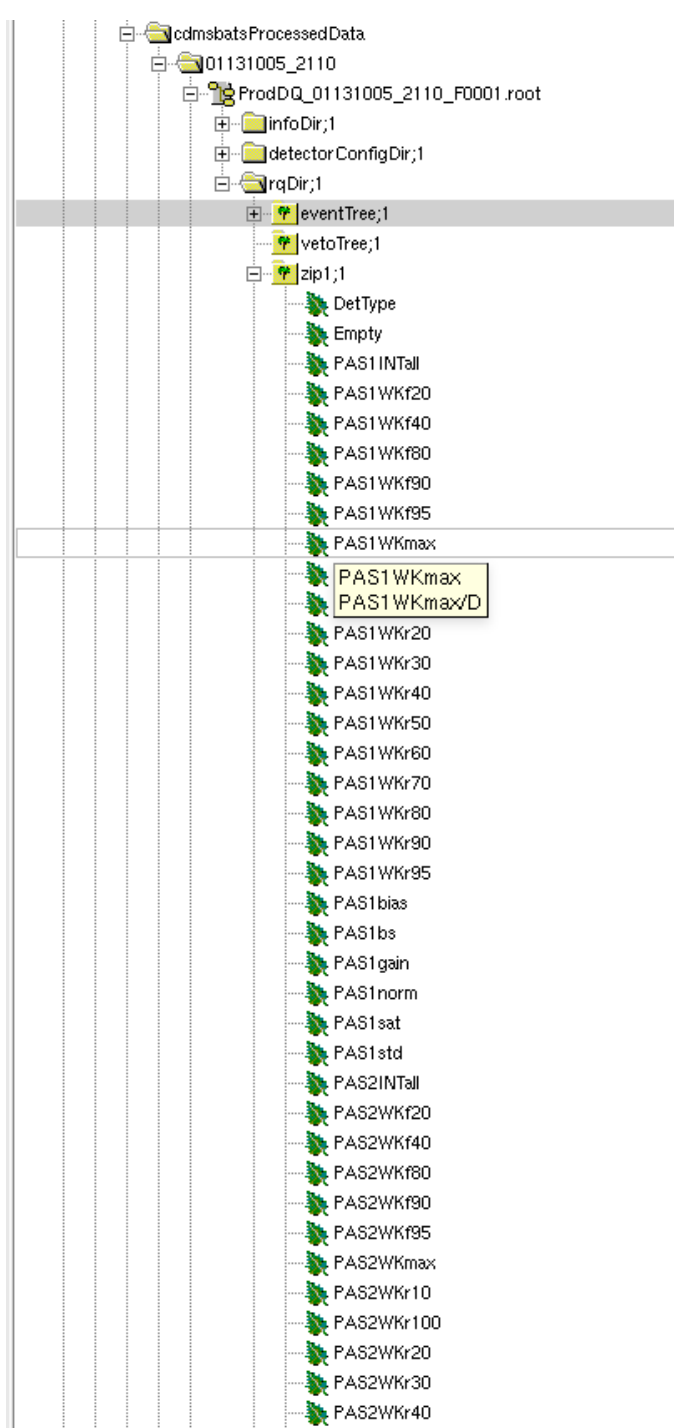 cdmsbatsProcessedData
01131005_2110
ProdDQ_01131005_2110_F0001.root
infoDir;1
detectorConfigDir;1
rqDir;1
eventTree;1
vetoTree;1
zip1;1
DetType
Empty
PAS1INTall
PAS1WKf20
PAS1WKf40
PAS1WKf80
PAS1WKf90
PAS1WKf95
PAS1WKmax
PAS1WKmax
PAS1WKmax/D
PAS1WKr20
PAS1WKr30
PAS1WKr40
PAS1WKr50
PAS1WKr60
PAS1WKr70
PAS1WKr80
PAS1WKr90
PAS1WKr95
PAS1bias
PAS1bs
PAS1gain
PAS1norm
PAS1sat
PAS1std
PAS2INTall
PAS2WKf20
PAS2WKf40
PAS2WKf80
PAS2WKf90
PAS2WKf95
PAS2WKmax
PAS2WKr10
PAS2WKr100
PAS2WKr20
PAS2WKr30
PAS2WKr40